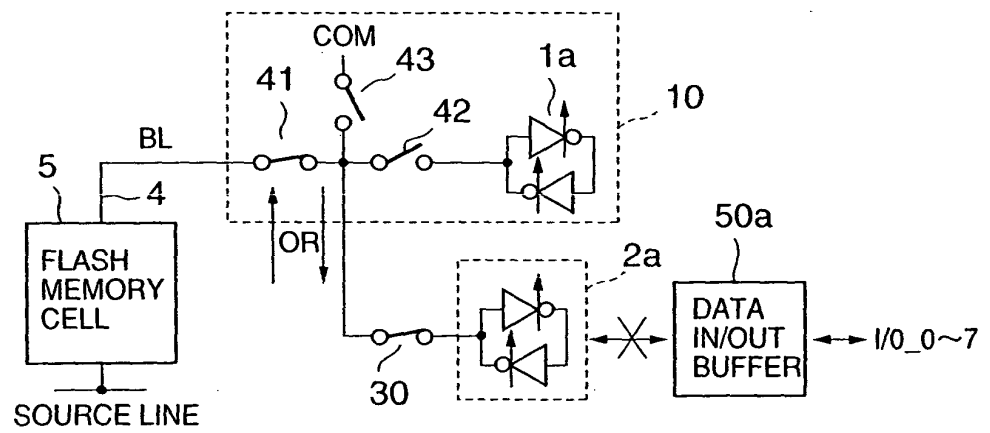 COM
43
1a
41
10
42
BL
5
4
OR
50a
2a
FLASH
MEMORY
CELL
DATA
IN/OUT
BUFFER
I/0_0~7
30
SOURCE LINE